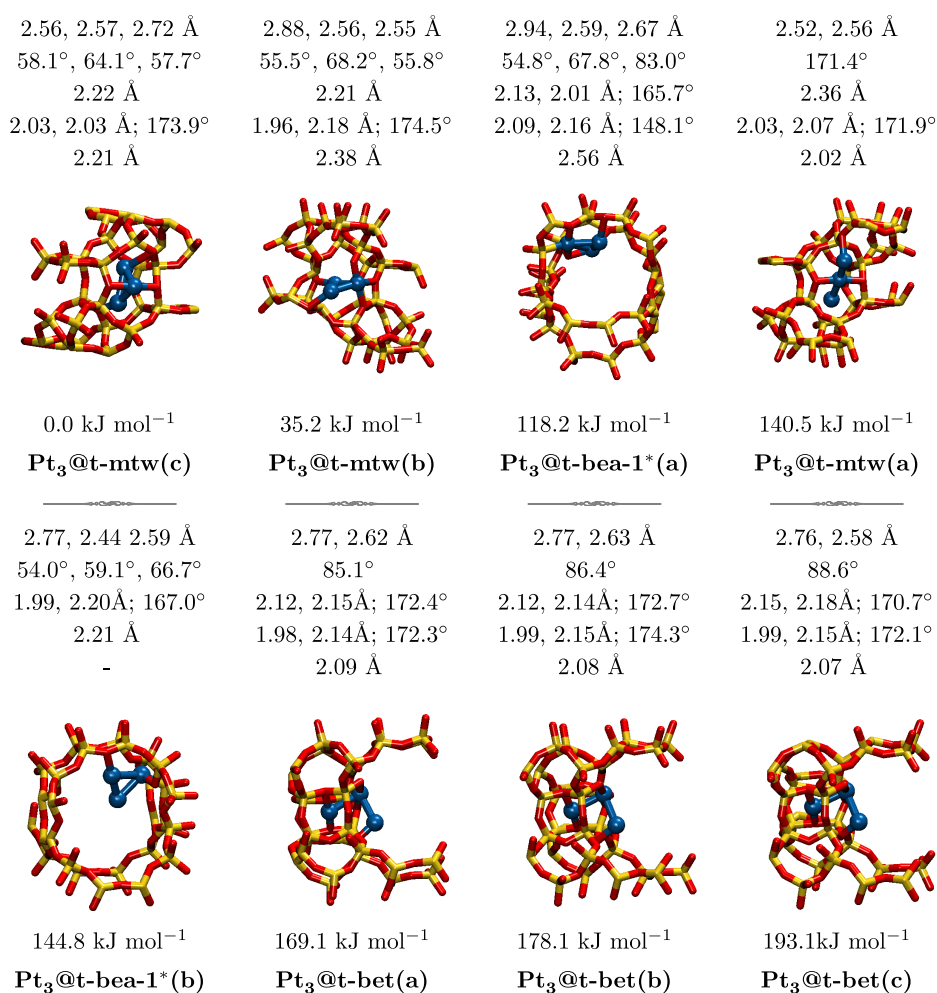 2.56, 2.57, 2.72 Å
58.1°, 64.1°, 57.7°
2.22 Å
2.03, 2.03 Å; 173.9°
2.21 Å
0.0 kJ mol⁻¹
Pt₃@t-mtw(c)
2.88, 2.56, 2.55 Å
55.5°, 68.2°, 55.8°
2.21 Å
1.96, 2.18 Å; 174.5°
2.38 Å
35.2 kJ mol⁻¹
Pt₃@t-mtw(b)
2.94, 2.59, 2.67 Å
54.8°, 67.8°, 83.0°
2.13, 2.01 Å; 165.7°
2.09, 2.16 Å; 148.1°
2.56 Å
118.2 kJ mol⁻¹
Pt₃@t-bea-1*(a)
2.52, 2.56 Å
171.4°
2.36 Å
2.03, 2.07 Å; 171.9°
2.02 Å
140.5 kJ mol⁻¹
Pt₃@t-mtw(a)
2.77, 2.44 2.59 Å
54.0°, 59.1°, 66.7°
1.99, 2.20Å; 167.0°
2.21 Å
-
144.8 kJ mol⁻¹
Pt₃@t-bea-1*(b)
2.77, 2.62 Å
85.1°
2.12, 2.15Å; 172.4°
1.98, 2.14Å; 172.3°
2.09 Å
169.1 kJ mol⁻¹
Pt₃@t-bet(a)
2.77, 2.63 Å
86.4°
2.12, 2.14Å; 172.7°
1.99, 2.15Å; 174.3°
2.08 Å
178.1 kJ mol⁻¹
Pt₃@t-bet(b)
2.76, 2.58 Å
88.6°
2.15, 2.18Å; 170.7°
1.99, 2.15Å; 172.1°
2.07 Å
193.1kJ mol⁻¹
Pt₃@t-bet(c)